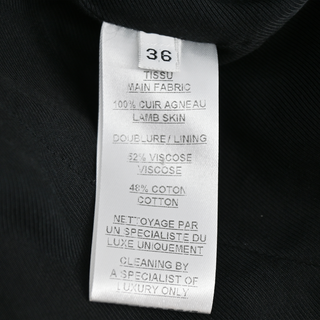 36
TISSU
MAIN FABRIC
100% CUIR AGNEAU
LAMB SKIN
DOUBLURE / LINING
52% VISCOSE
VISCOSE
48% COTON
COTTON
NETTOYAGE PAR
UN SPECIALISTE DU
LUXE UNIQUEMENT
CLEANING BY
A SPECIALIST OF
LUXURY ONLY